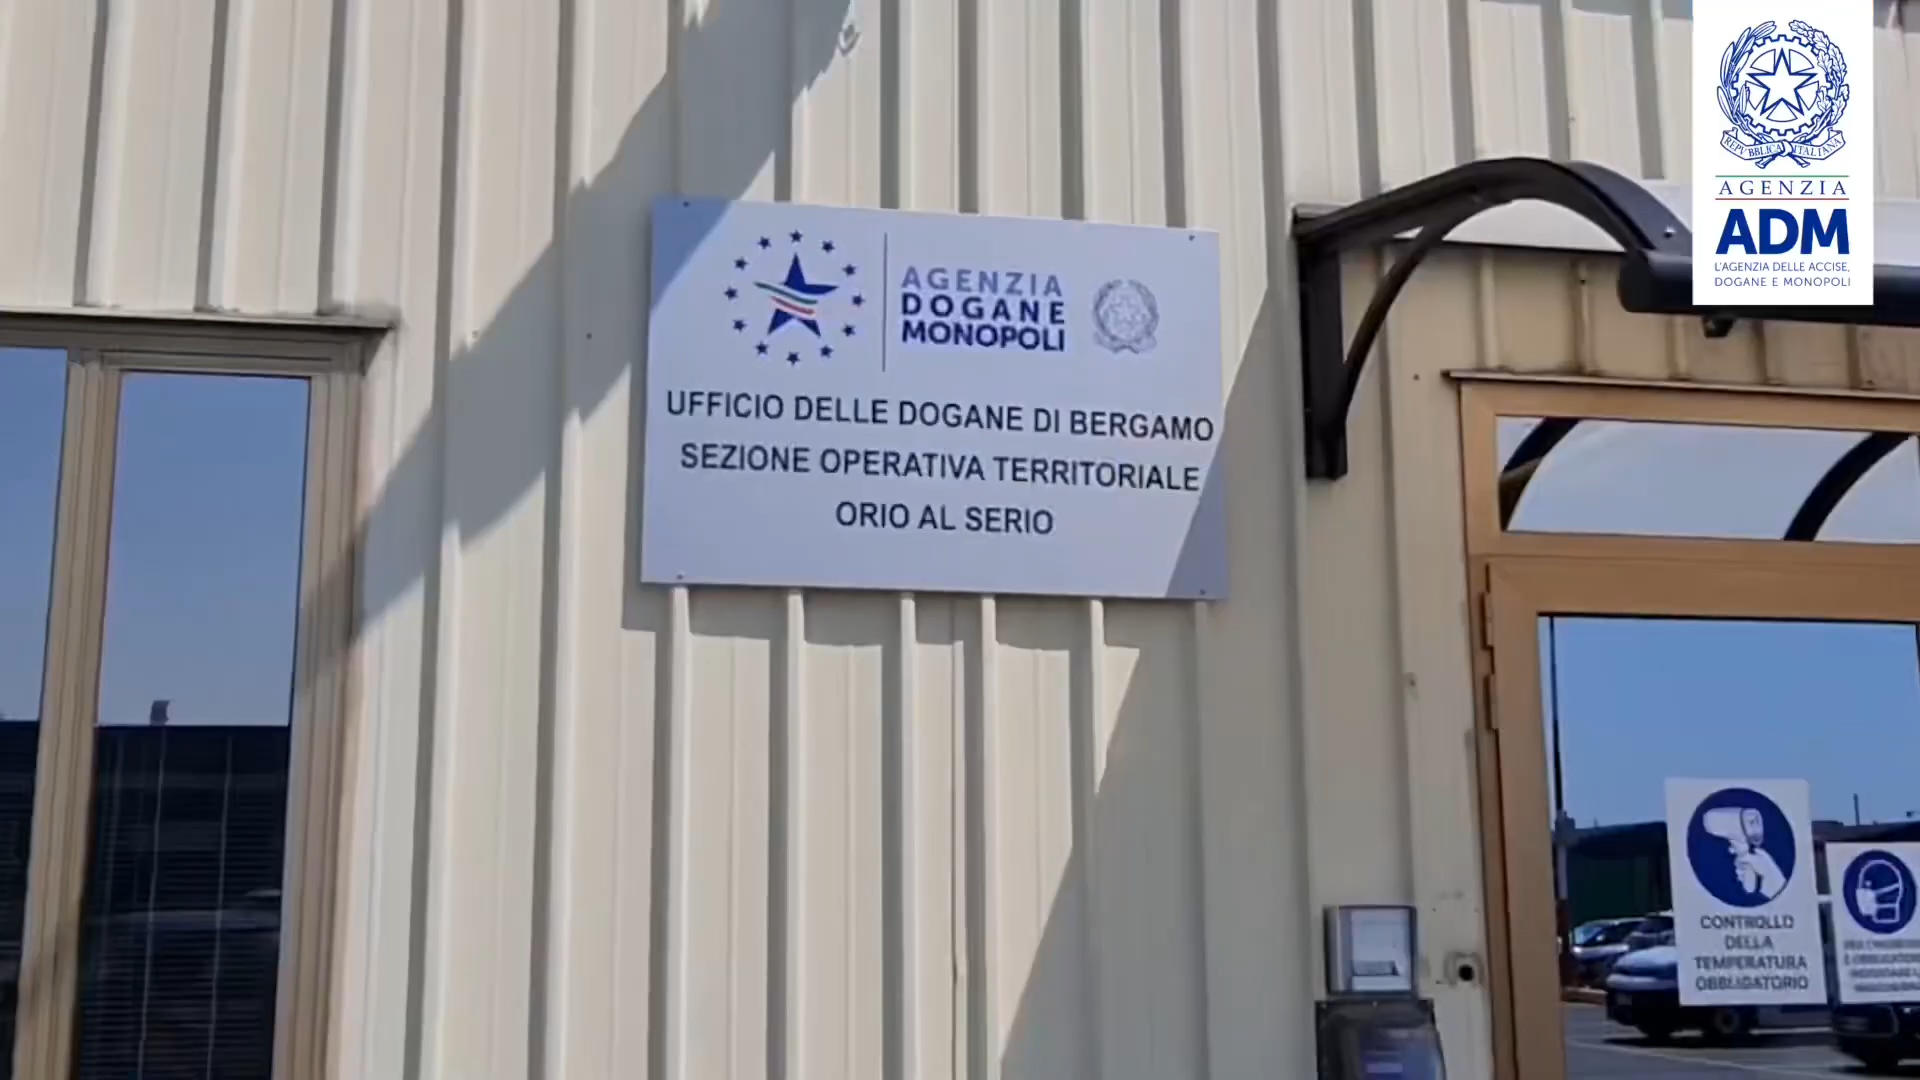 REPVBBLICA ITALIANA
AGENZIA
ADM
L'AGENZIA DELLE ACCISE,
DOGANE E MONOPOLI
AGENZIA
DOGANE
MONOPOLI
UFFICIO DELLE DOGANE DI BERGAMO
SEZIONE OPERATIVA TERRITORIALE
ORIO AL SERIO
CONTROLLO
DELLA
TEMPERATURA
OBBLIGATORIO